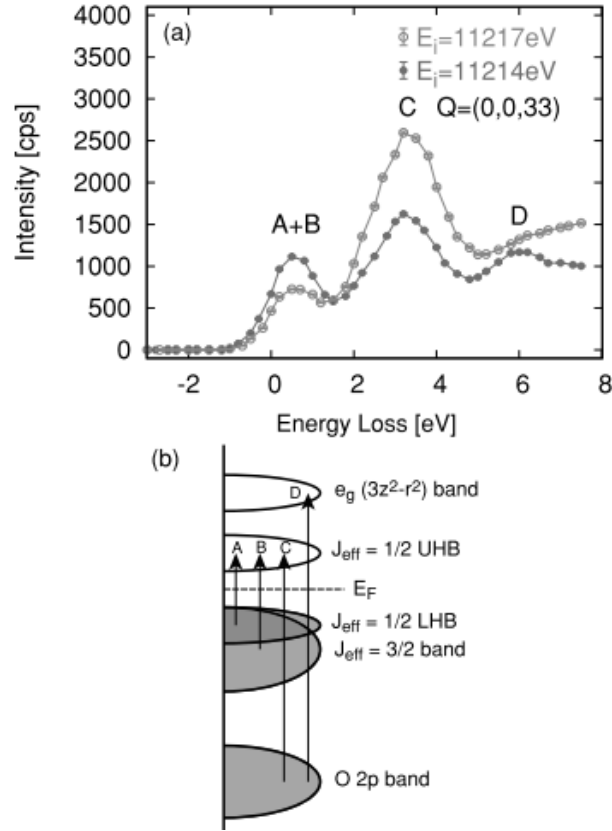 (a)
E_i=11217eV
E_i=11214eV
C Q=(0,0,33)
A+B
D
4000
3500
3000
2500
2000
1500
1000
500
0
Intensity [cps]
-2 0 2 4 6 8
Energy Loss [eV]
(b)
D e_g (3z²-r²) band
A B C J_eff = 1/2 UHB
E_F
J_eff = 1/2 LHB
J_eff = 3/2 band
O 2p band